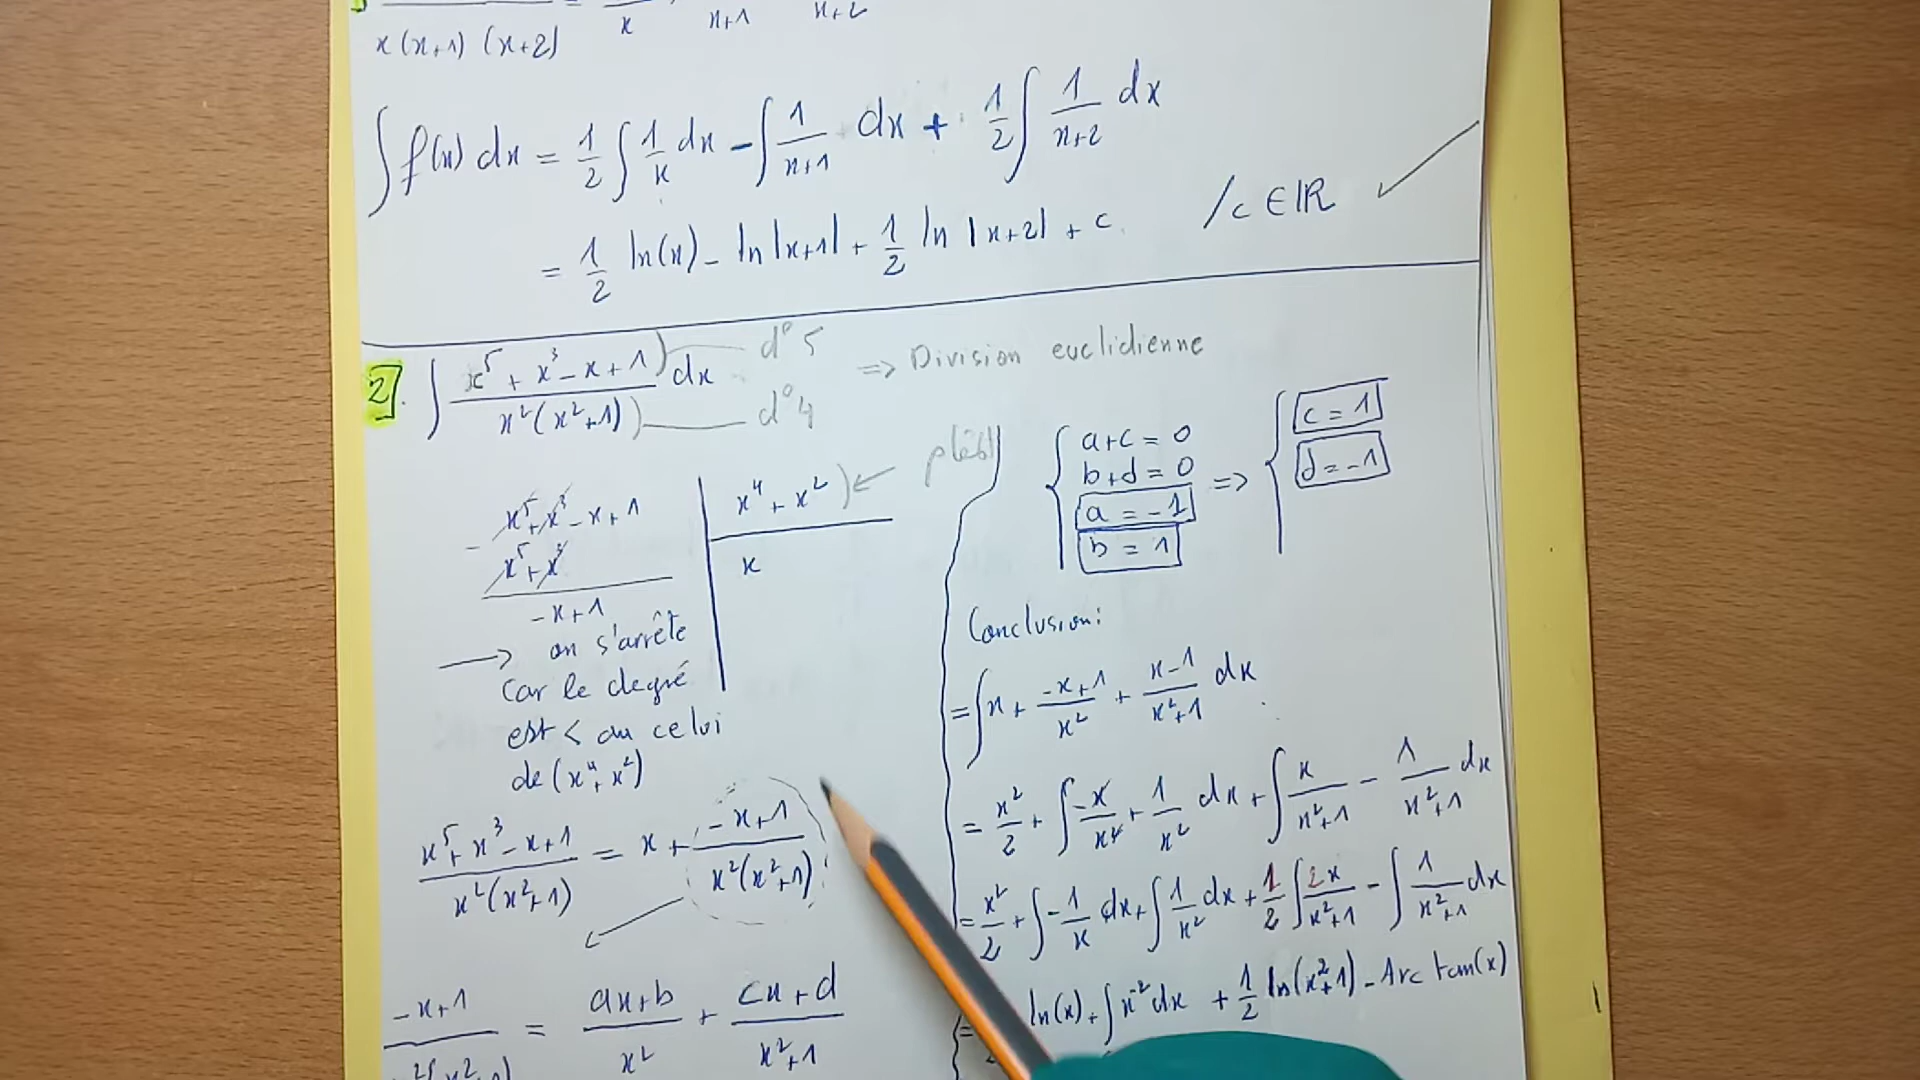 x(x+1)(x+2) x x+1 x+2
∫f(x) dx = 1/2 ∫ 1/x dx - ∫ 1/(x+1) dx + 1/2 ∫ 1/(x+2) dx
= 1/2 ln(x) - ln|x+1| + 1/2 ln|x+2| + c /c ∈ IR
2]. ∫ (x⁵ + x³ - x + 1)/(x²(x²+1)) dx d°5 d°4 => Division euclidienne
x⁵ + x³ - x + 1 | x⁴ + x²
- x⁵ + x³ | x
-x+1
→ on s'arrête
car le degré
est < au celui
de (x⁴ + x²)
(x⁵ + x³ - x + 1)/(x²(x²+1)) = x + (-x+1)/(x²(x²+1))
(-x+1)/(x²(x²+1)) = (ax+b)/x² + (cx+d)/(x²+1)
{ a+c = 0
b+d = 0
a = -1
b = 1
=> { c = 1
d = -1
Conclusion:
= ∫ x + (-x+1)/x² + (x-1)/(x²+1) dx
= x²/2 + ∫ -x/x² + 1/x² dx + ∫ x/(x²+1) - 1/(x²+1) dx
= x²/2 + ∫ -1/x dx + ∫ 1/x² dx + 1/2 ∫ 2x/(x²+1) - ∫ 1/(x²+1) dx
= ln(x) + ∫ x⁻² dx + 1/2 ln(x²+1) - Arc tan(x)